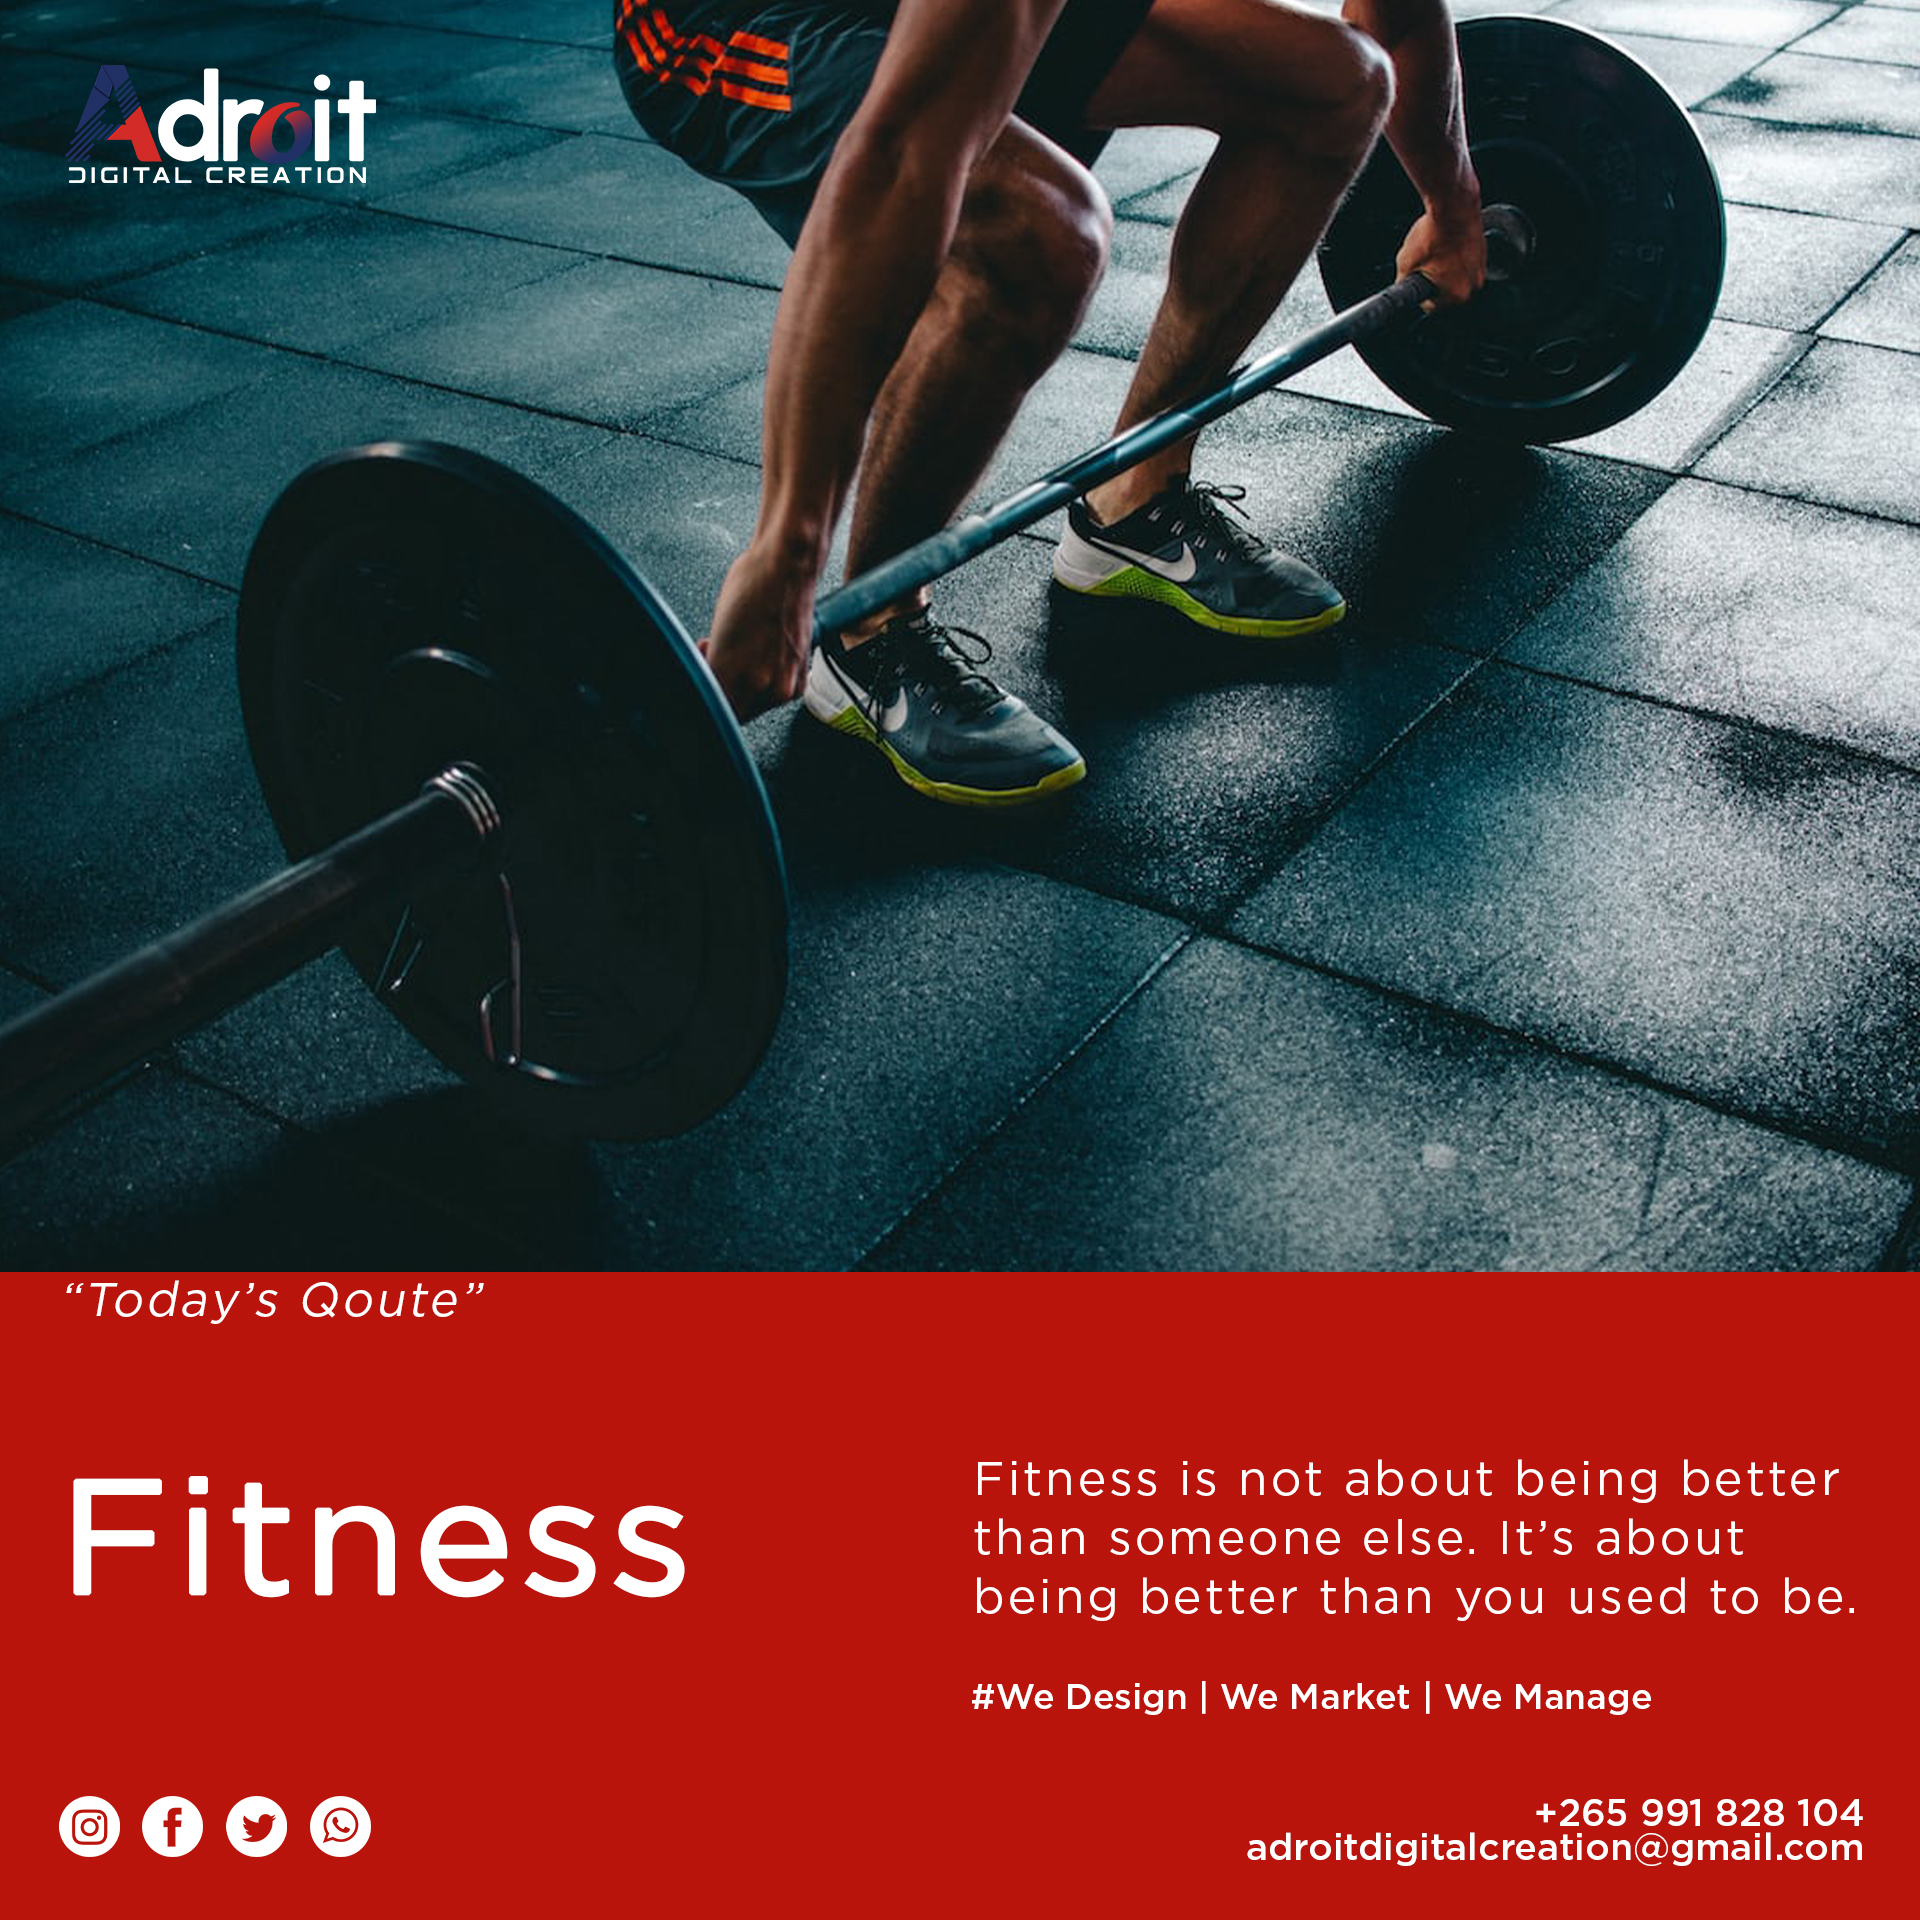 Adroit
DIGITAL CREATION
“Today’s Qoute”
Fitness
Fitness is not about being better
than someone else. It’s about
being better than you used to be.
#We Design | We Market | We Manage
+265 991 828 104
adroitdigitalcreation@gmail.com